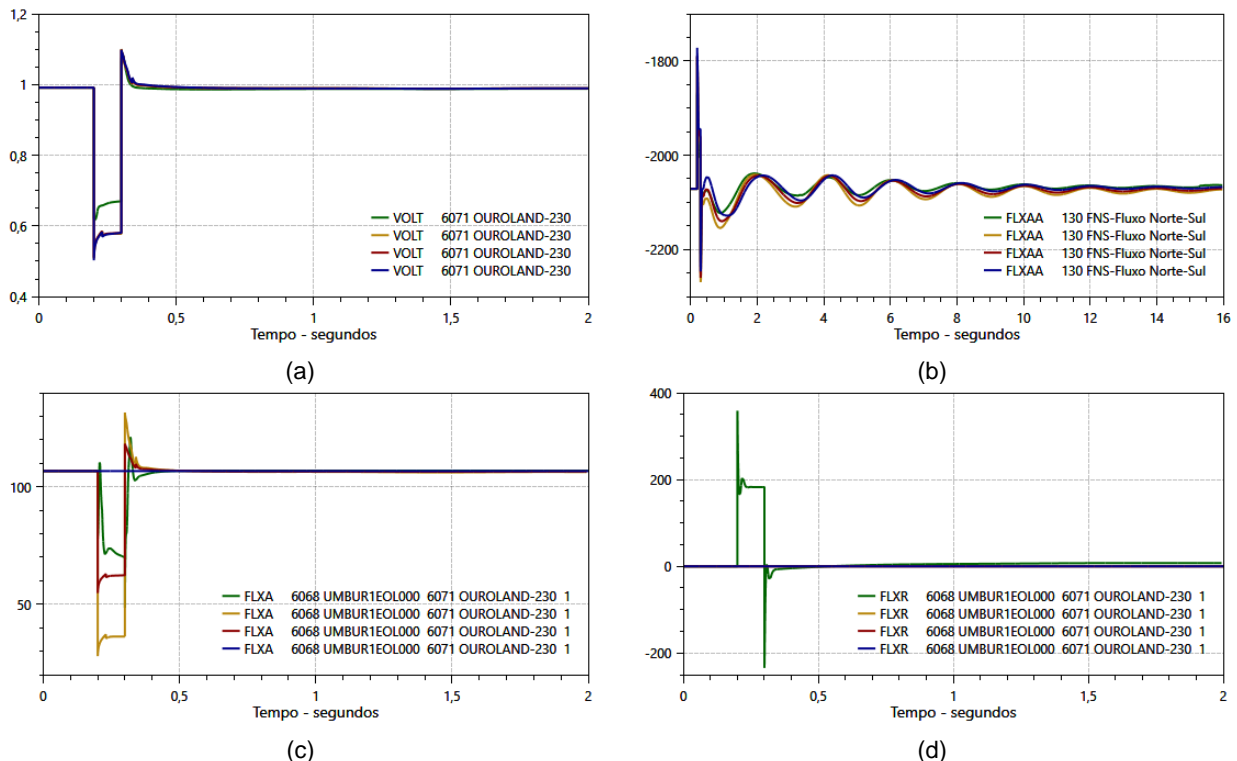 1,2
1
0,8
0,6
0,4
VOLT 6071 OUROLAND-230
VOLT 6071 OUROLAND-230
VOLT 6071 OUROLAND-230
VOLT 6071 OUROLAND-230
0 0,5 1 1,5 2
Tempo - segundos
(a)
-1800
-2000
-2200
FLXAA 130 FNS-Fluxo Norte-Sul
FLXAA 130 FNS-Fluxo Norte-Sul
FLXAA 130 FNS-Fluxo Norte-Sul
FLXAA 130 FNS-Fluxo Norte-Sul
0 2 4 6 8 10 12 14 16
Tempo - segundos
(b)
100
50
FLXA 6068 UMBUR1EOL000 6071 OUROLAND-230 1
FLXA 6068 UMBUR1EOL000 6071 OUROLAND-230 1
FLXA 6068 UMBUR1EOL000 6071 OUROLAND-230 1
FLXA 6068 UMBUR1EOL000 6071 OUROLAND-230 1
0 0,5 1 1,5 2
Tempo - segundos
(c)
400
200
0
-200
FLXR 6068 UMBUR1EOL000 6071 OUROLAND-230 1
FLXR 6068 UMBUR1EOL000 6071 OUROLAND-230 1
FLXR 6068 UMBUR1EOL000 6071 OUROLAND-230 1
FLXR 6068 UMBUR1EOL000 6071 OUROLAND-230 1
0 0,5 1 1,5 2
Tempo - segundos
(d)